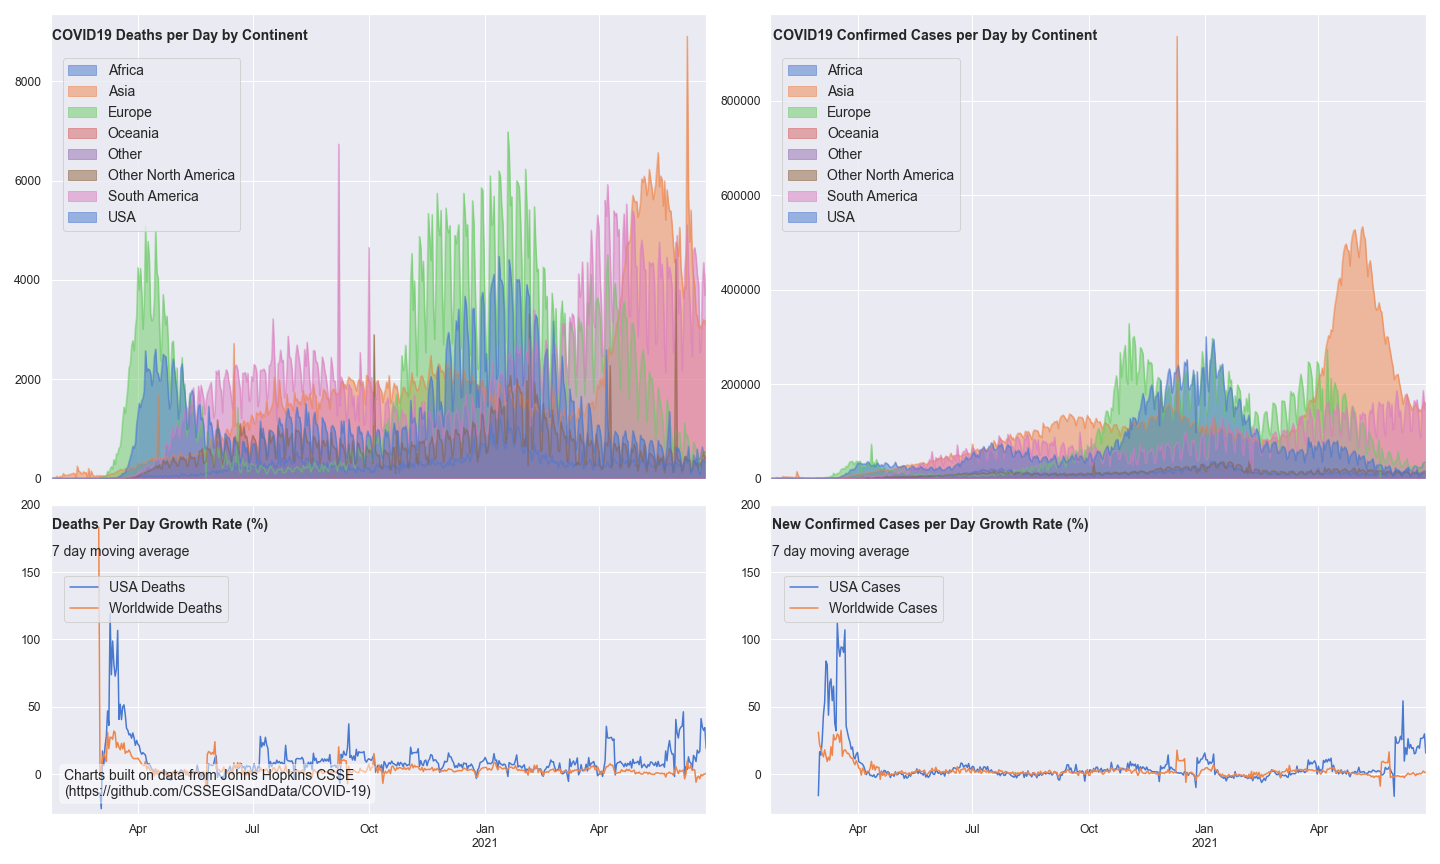 COVID19 Deaths per Day by Continent
Africa
Asia
Europe
Oceania
Other
Other North America
South America
USA
8000
6000
4000
2000
0
COVID19 Confirmed Cases per Day by Continent
Africa
Asia
Europe
Oceania
Other
Other North America
South America
USA
800000
600000
400000
200000
0
Deaths Per Day Growth Rate (%)
7 day moving average
USA Deaths
Worldwide Deaths
200
150
100
50
0
Charts built on data from Johns Hopkins CSSE
(https://github.com/CSSEGISandData/COVID-19)
Apr Jul Oct Jan Apr
2021
New Confirmed Cases per Day Growth Rate (%)
7 day moving average
USA Cases
Worldwide Cases
200
150
100
50
0
Apr Jul Oct Jan Apr
2021